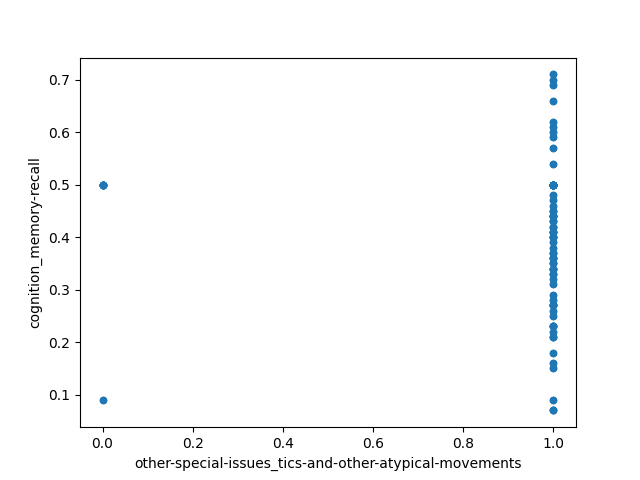 0.7
0.6
0.5
0.4
0.3
0.2
0.1
cognition_memory-recall
0.0 0.2 0.4 0.6 0.8 1.0
other-special-issues_tics-and-other-atypical-movements